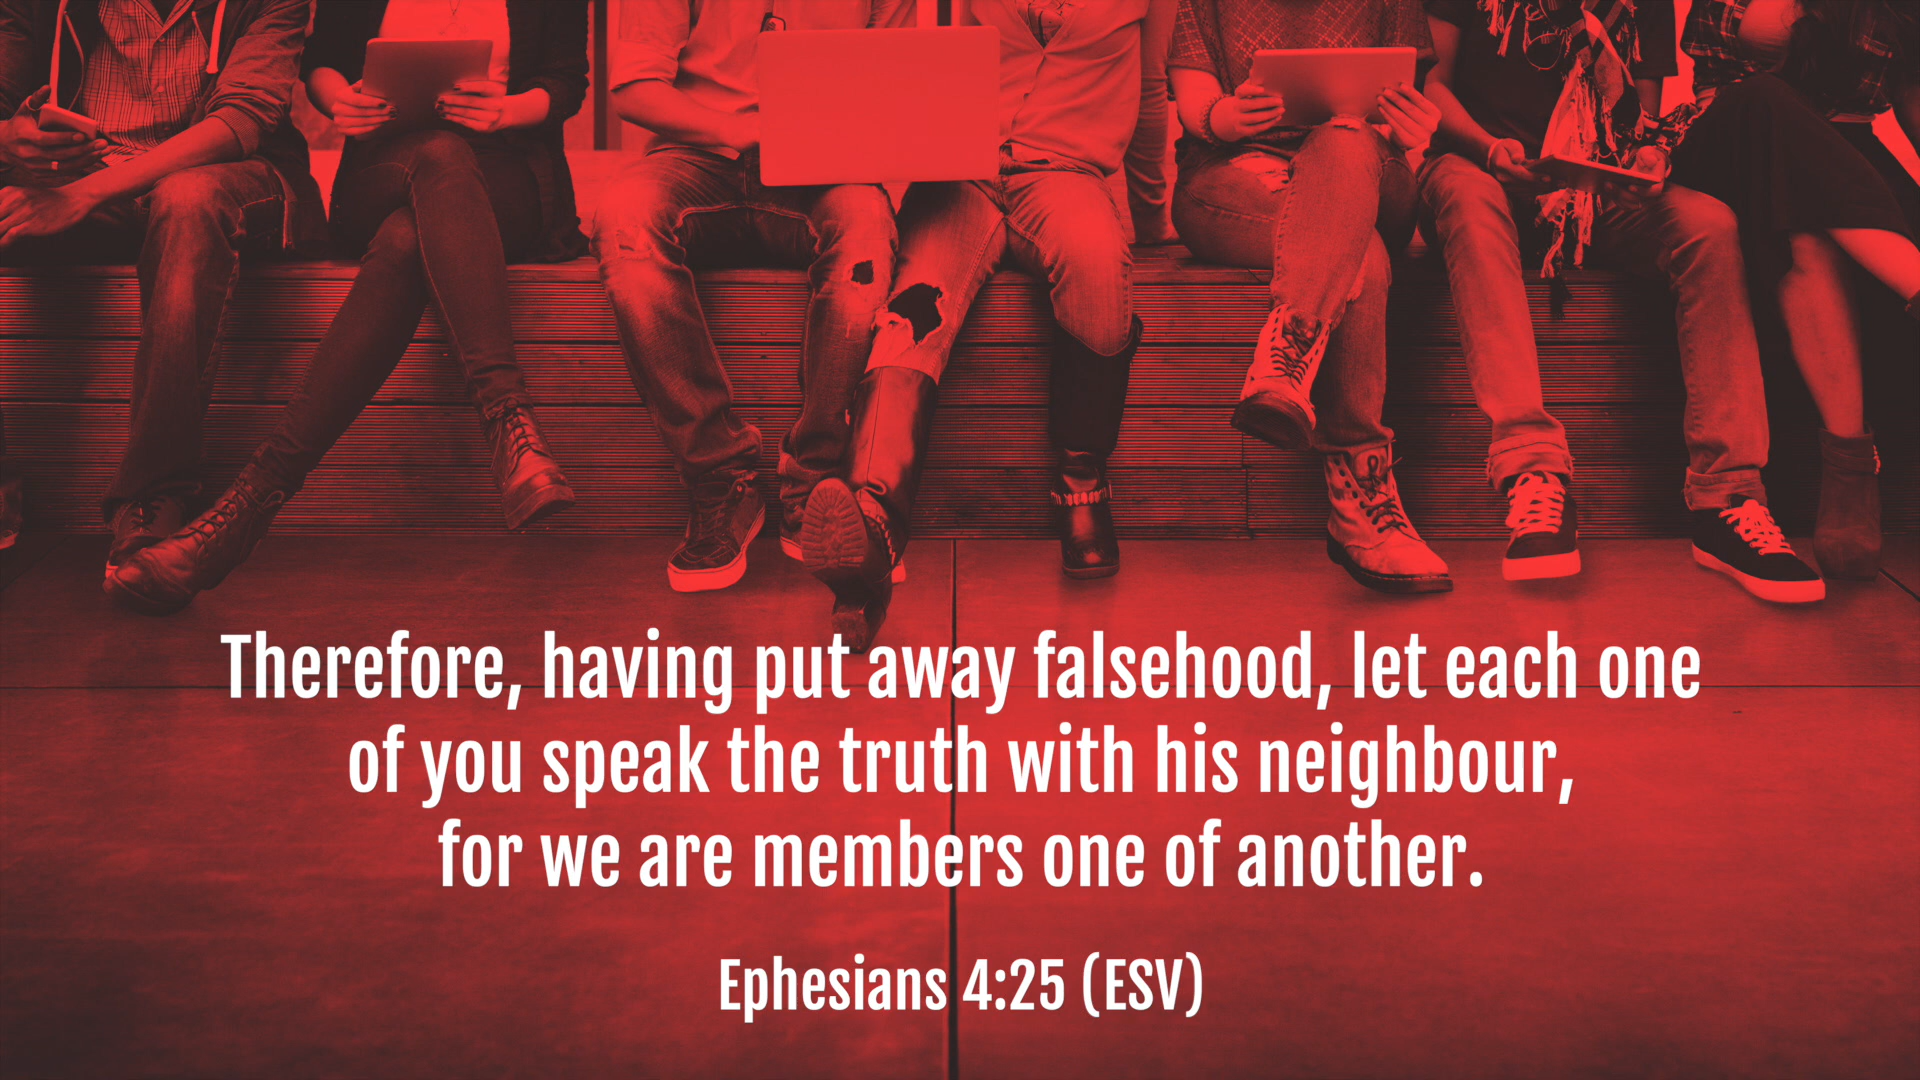 Therefore, having put away falsehood, let each one
of you speak the truth with his neighbour,
for we are members one of another.
Ephesians 4:25 (ESV)